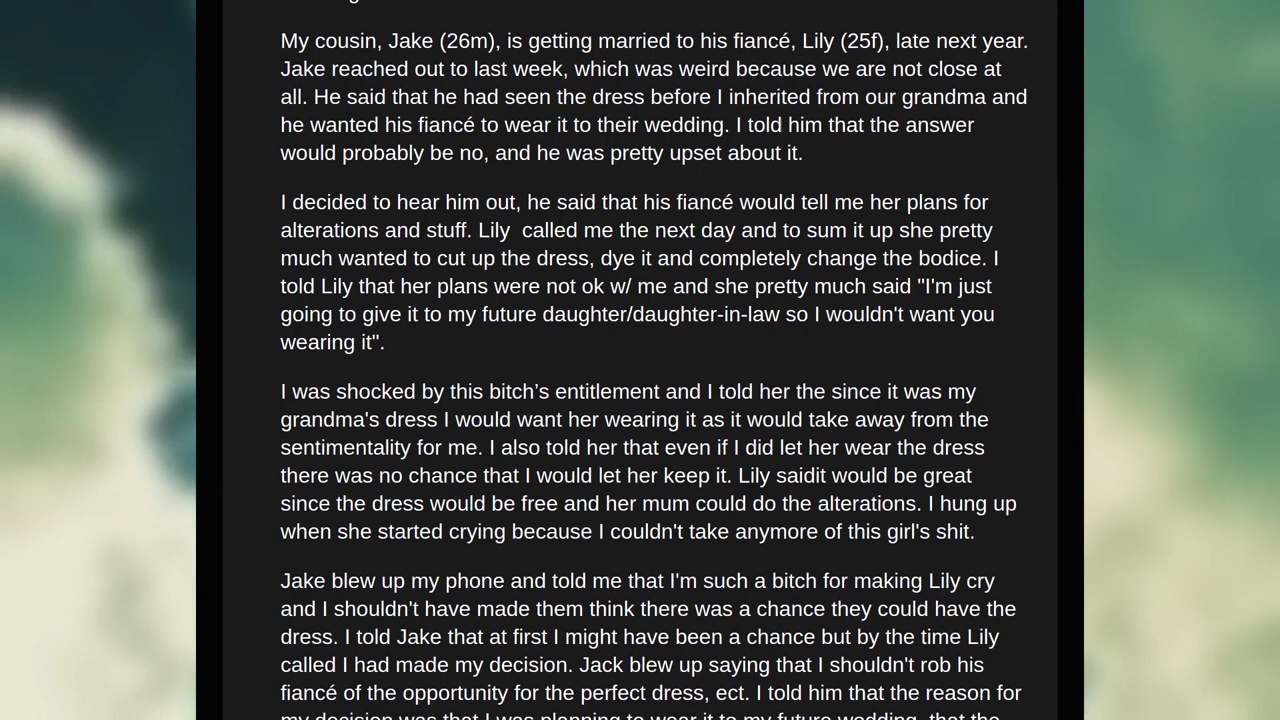 My cousin, Jake (26m), is getting married to his fiancé, Lily (25f), late next year.
Jake reached out to last week, which was weird because we are not close at
all. He said that he had seen the dress before I inherited from our grandma and
he wanted his fiancé to wear it to their wedding. I told him that the answer
would probably be no, and he was pretty upset about it.
I decided to hear him out, he said that his fiancé would tell me her plans for
alterations and stuff. Lily  called me the next day and to sum it up she pretty
much wanted to cut up the dress, dye it and completely change the bodice. I
told Lily that her plans were not ok w/ me and she pretty much said "I'm just
going to give it to my future daughter/daughter-in-law so I wouldn't want you
wearing it".
I was shocked by this bitch’s entitlement and I told her the since it was my
grandma's dress I would want her wearing it as it would take away from the
sentimentality for me. I also told her that even if I did let her wear the dress
there was no chance that I would let her keep it. Lily saidit would be great
since the dress would be free and her mum could do the alterations. I hung up
when she started crying because I couldn't take anymore of this girl's shit.
Jake blew up my phone and told me that I'm such a bitch for making Lily cry
and I shouldn't have made them think there was a chance they could have the
dress. I told Jake that at first I might have been a chance but by the time Lily
called I had made my decision. Jack blew up saying that I shouldn't rob his
fiancé of the opportunity for the perfect dress, ect. I told him that the reason for
my decision was that I was planning to wear it to my future wedding, that the